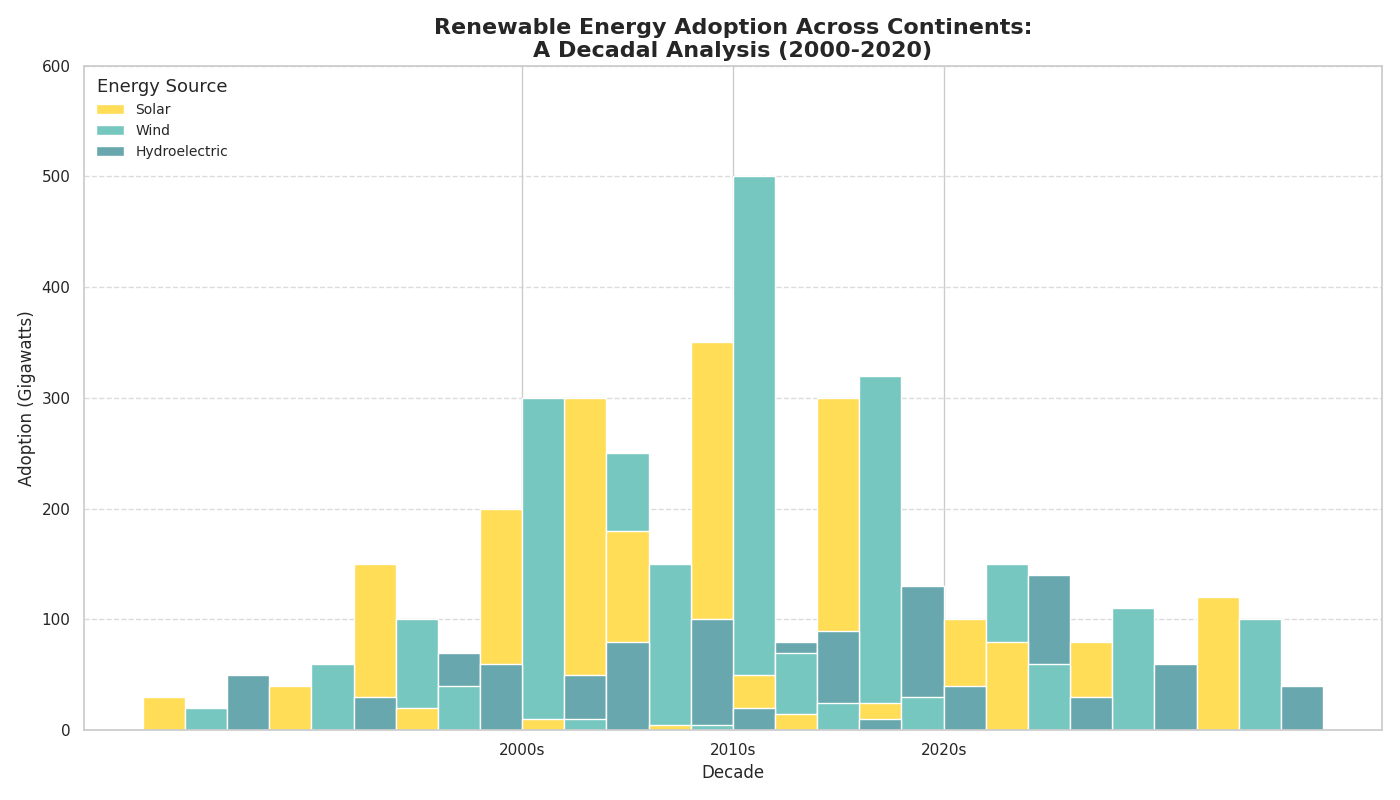 Renewable Energy Adoption Across Continents:
A Decadal Analysis (2000-2020)
Energy Source
Solar
Wind
Hydroelectric
Adoption (Gigawatts)
600
500
400
300
200
100
0
2000s
2010s
2020s
Decade